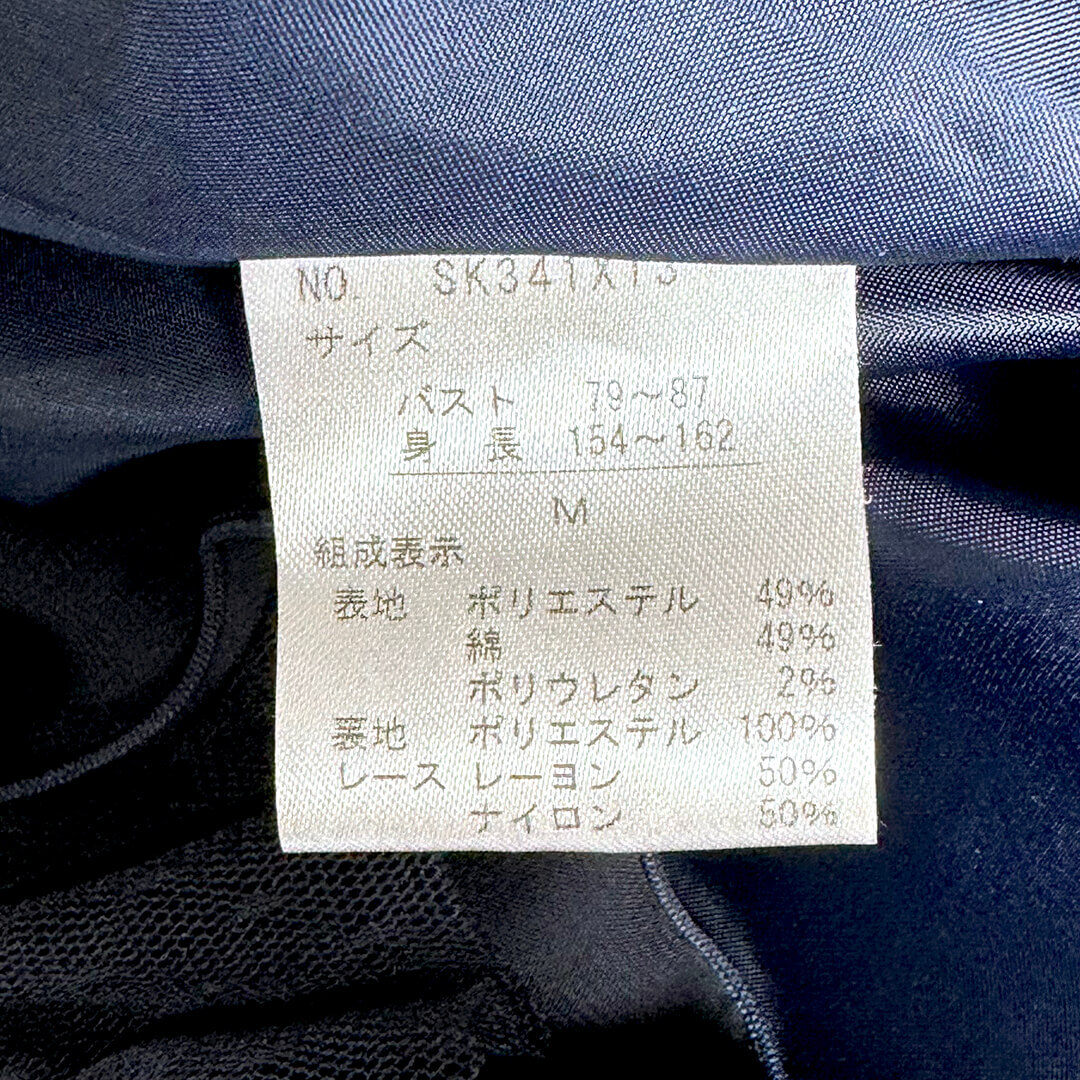 NO. SK341X13
サイズ
バスト 79～87
身長 154～162
M
組成表示
表地 ポリエステル 49%
綿 49%
ポリウレタン 2%
裏地 ポリエステル 100%
レース レーヨン 50%
ナイロン 50%